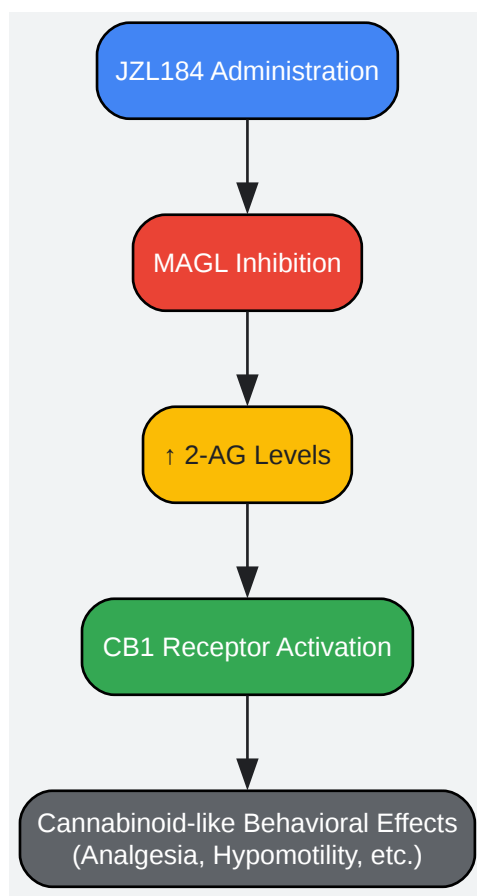 JZL184 Administration
MAGL Inhibition
↑ 2-AG Levels
CB1 Receptor Activation
Cannabinoid-like Behavioral Effects
(Analgesia, Hypomotility, etc.)